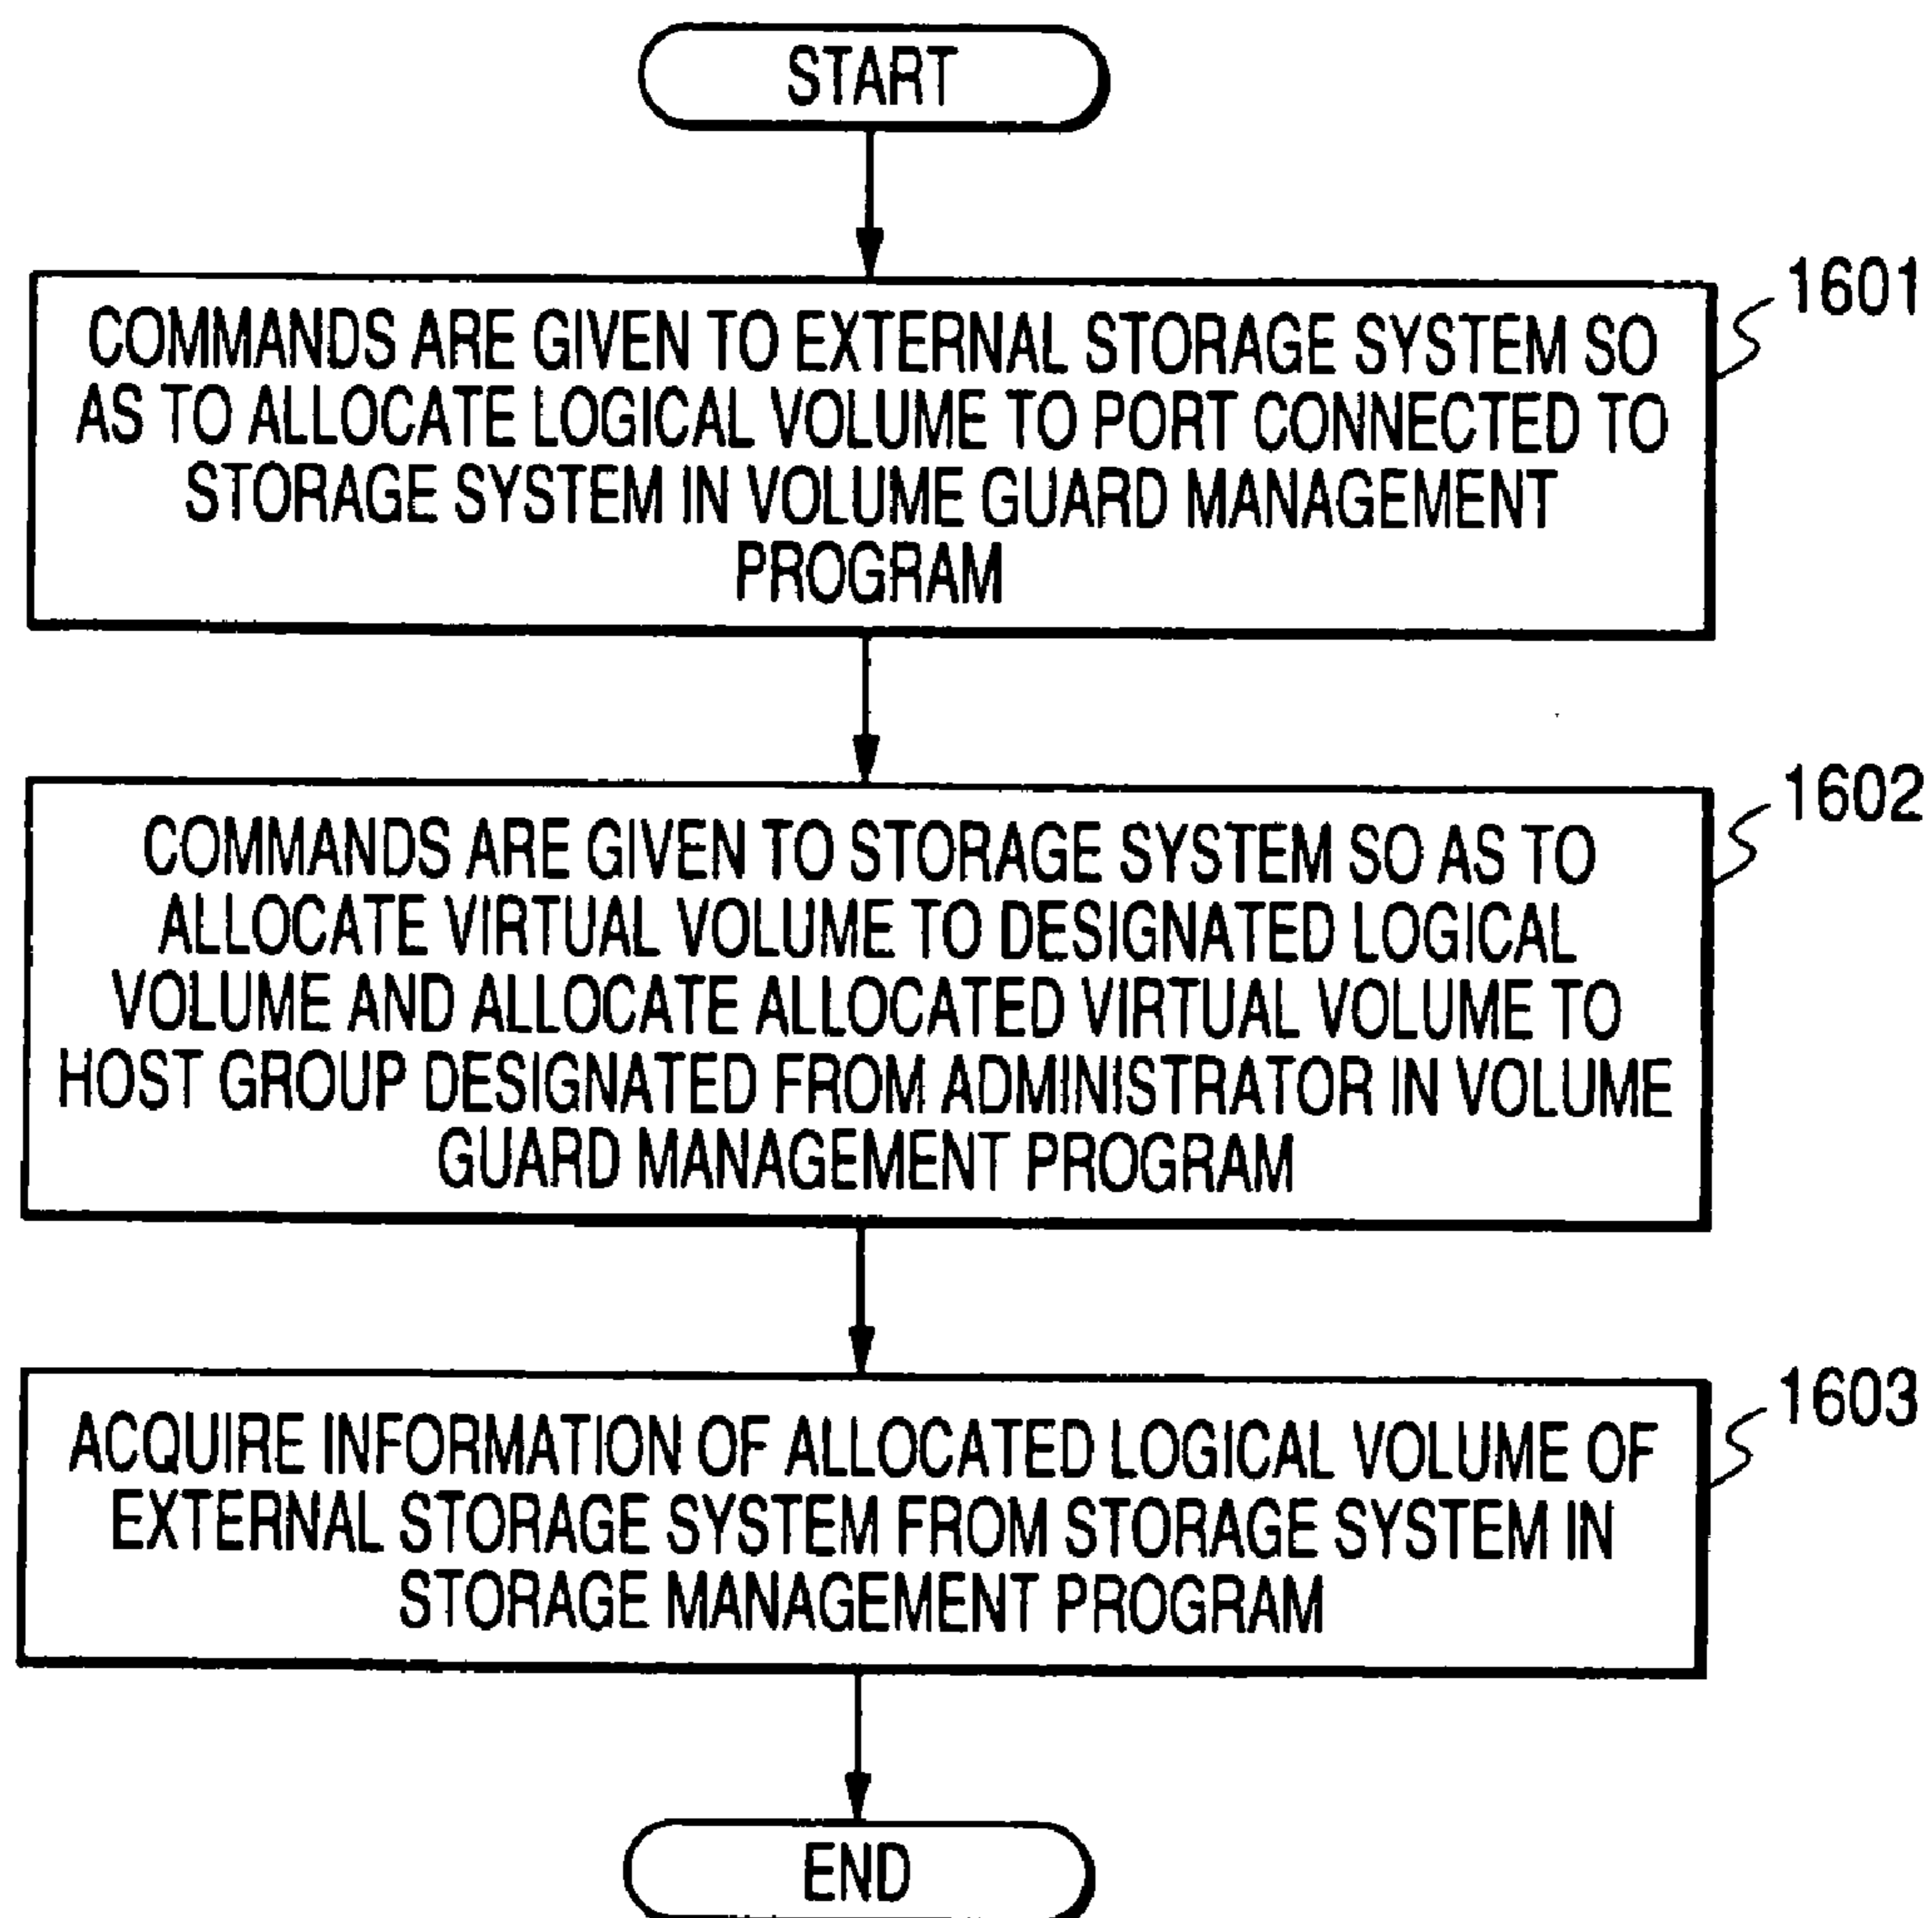 START
1601
COMMANDS ARE GIVEN TO EXTERNAL STORAGE SYSTEM SO
AS TO ALLOCATE LOGICAL VOLUME TO PORT CONNECTED TO
STORAGE SYSTEM IN VOLUME GUARD MANAGEMENT
PROGRAM
1602
COMMANDS ARE GIVEN TO STORAGE SYSTEM SO AS TO
ALLOCATE VIRTUAL VOLUME TO DESIGNATED LOGICAL
VOLUME AND ALLOCATE ALLOCATED VIRTUAL VOLUME TO
HOST GROUP DESIGNATED FROM ADMINISTRATOR IN VOLUME
GUARD MANAGEMENT PROGRAM
1603
ACQUIRE INFORMATION OF ALLOCATED LOGICAL VOLUME OF
EXTERNAL STORAGE SYSTEM FROM STORAGE SYSTEM IN
STORAGE MANAGEMENT PROGRAM
END